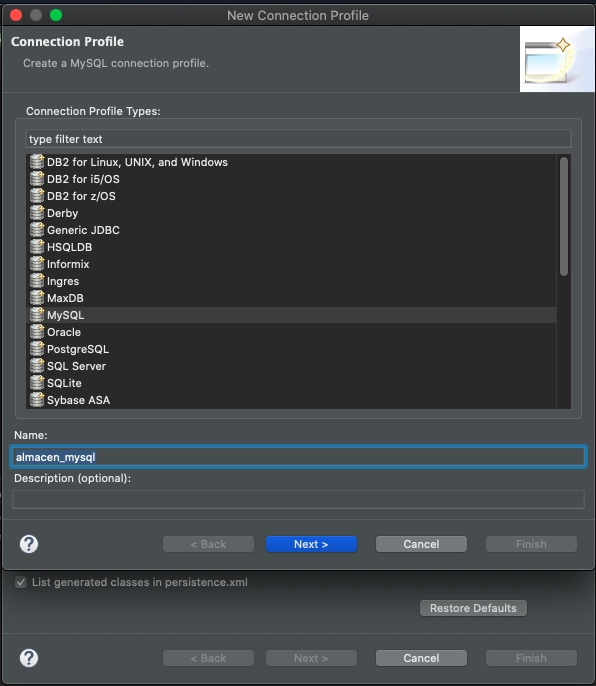 New Connection Profile
Connection Profile
Create a MySQL connection profile.
Connection Profile Types:
type filter text
DB2 for Linux, UNIX, and Windows
DB2 for i5/OS
DB2 for z/OS
Derby
Generic JDBC
HSQLDB
Informix
Ingres
MaxDB
MySQL
Oracle
PostgreSQL
SQL Server
SQLite
Sybase ASA
Name:
almacen_mysql
Description (optional):
? < Back Next > Cancel Finish
List generated classes in persistence.xml
Restore Defaults
? < Back Next > Cancel Finish